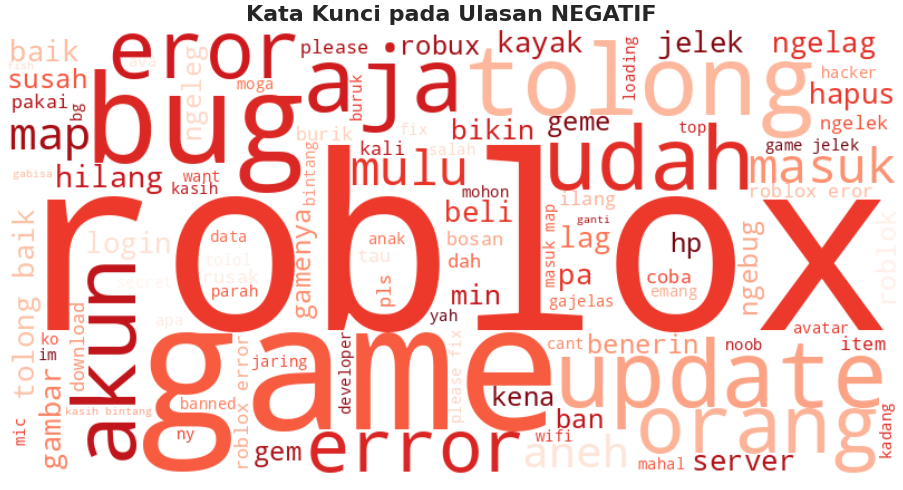 Kata Kunci pada Ulasan NEGATIF
baik
fish
susah
pakai
bg
map
ava
ngeleg
moga
eror
please
buruk
robux
kayak
loading
jelek
ngelag
hacker
hapus
ngelek
bug
aja
tolong
burik
fix
salah
bikin
geme
top
game jelek
gabisa
hilang
want
kasih
bintang
kali
mulu
mohon
udah
masuk
roblox eror
roblox
tolong baik
login
data
tolol
secret
rusak
parah
gamenya
anak
tau
pls
beli
bosan
dah
min
yah
masuk map
ilang
lag
pa
gajelas
ganti
hp
coba
emang
ngebug
roblok
akun
ko
im
download
gambar
mic
kasih bintang
apa
game
banned
ny
roblox error
jaring
gem
developer
error
please fix
cant
kena
ban
wifi
aneh
benerin
update
noob
avatar
item
orang
mahal
server
kadang